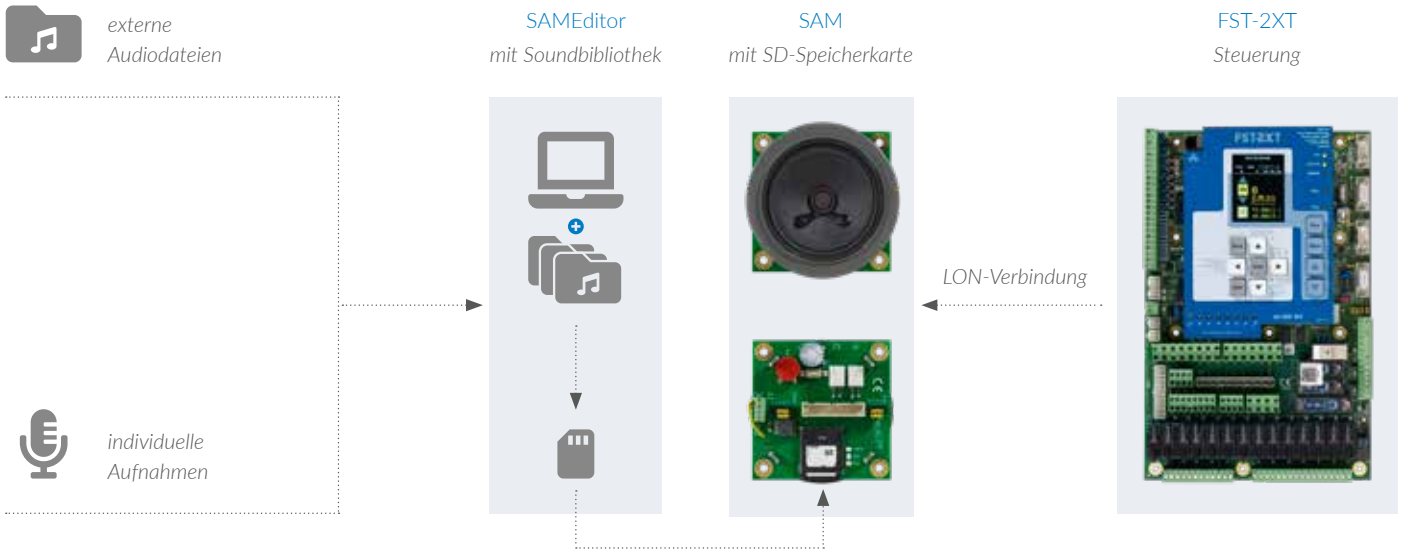 externe
Audiodateien
SAMEditor
mit Soundbibliothek
SAM
mit SD-Speicherkarte
FST-2XT
Steuerung
FST-2XT
LON-Verbindung
individuelle
Aufnahmen